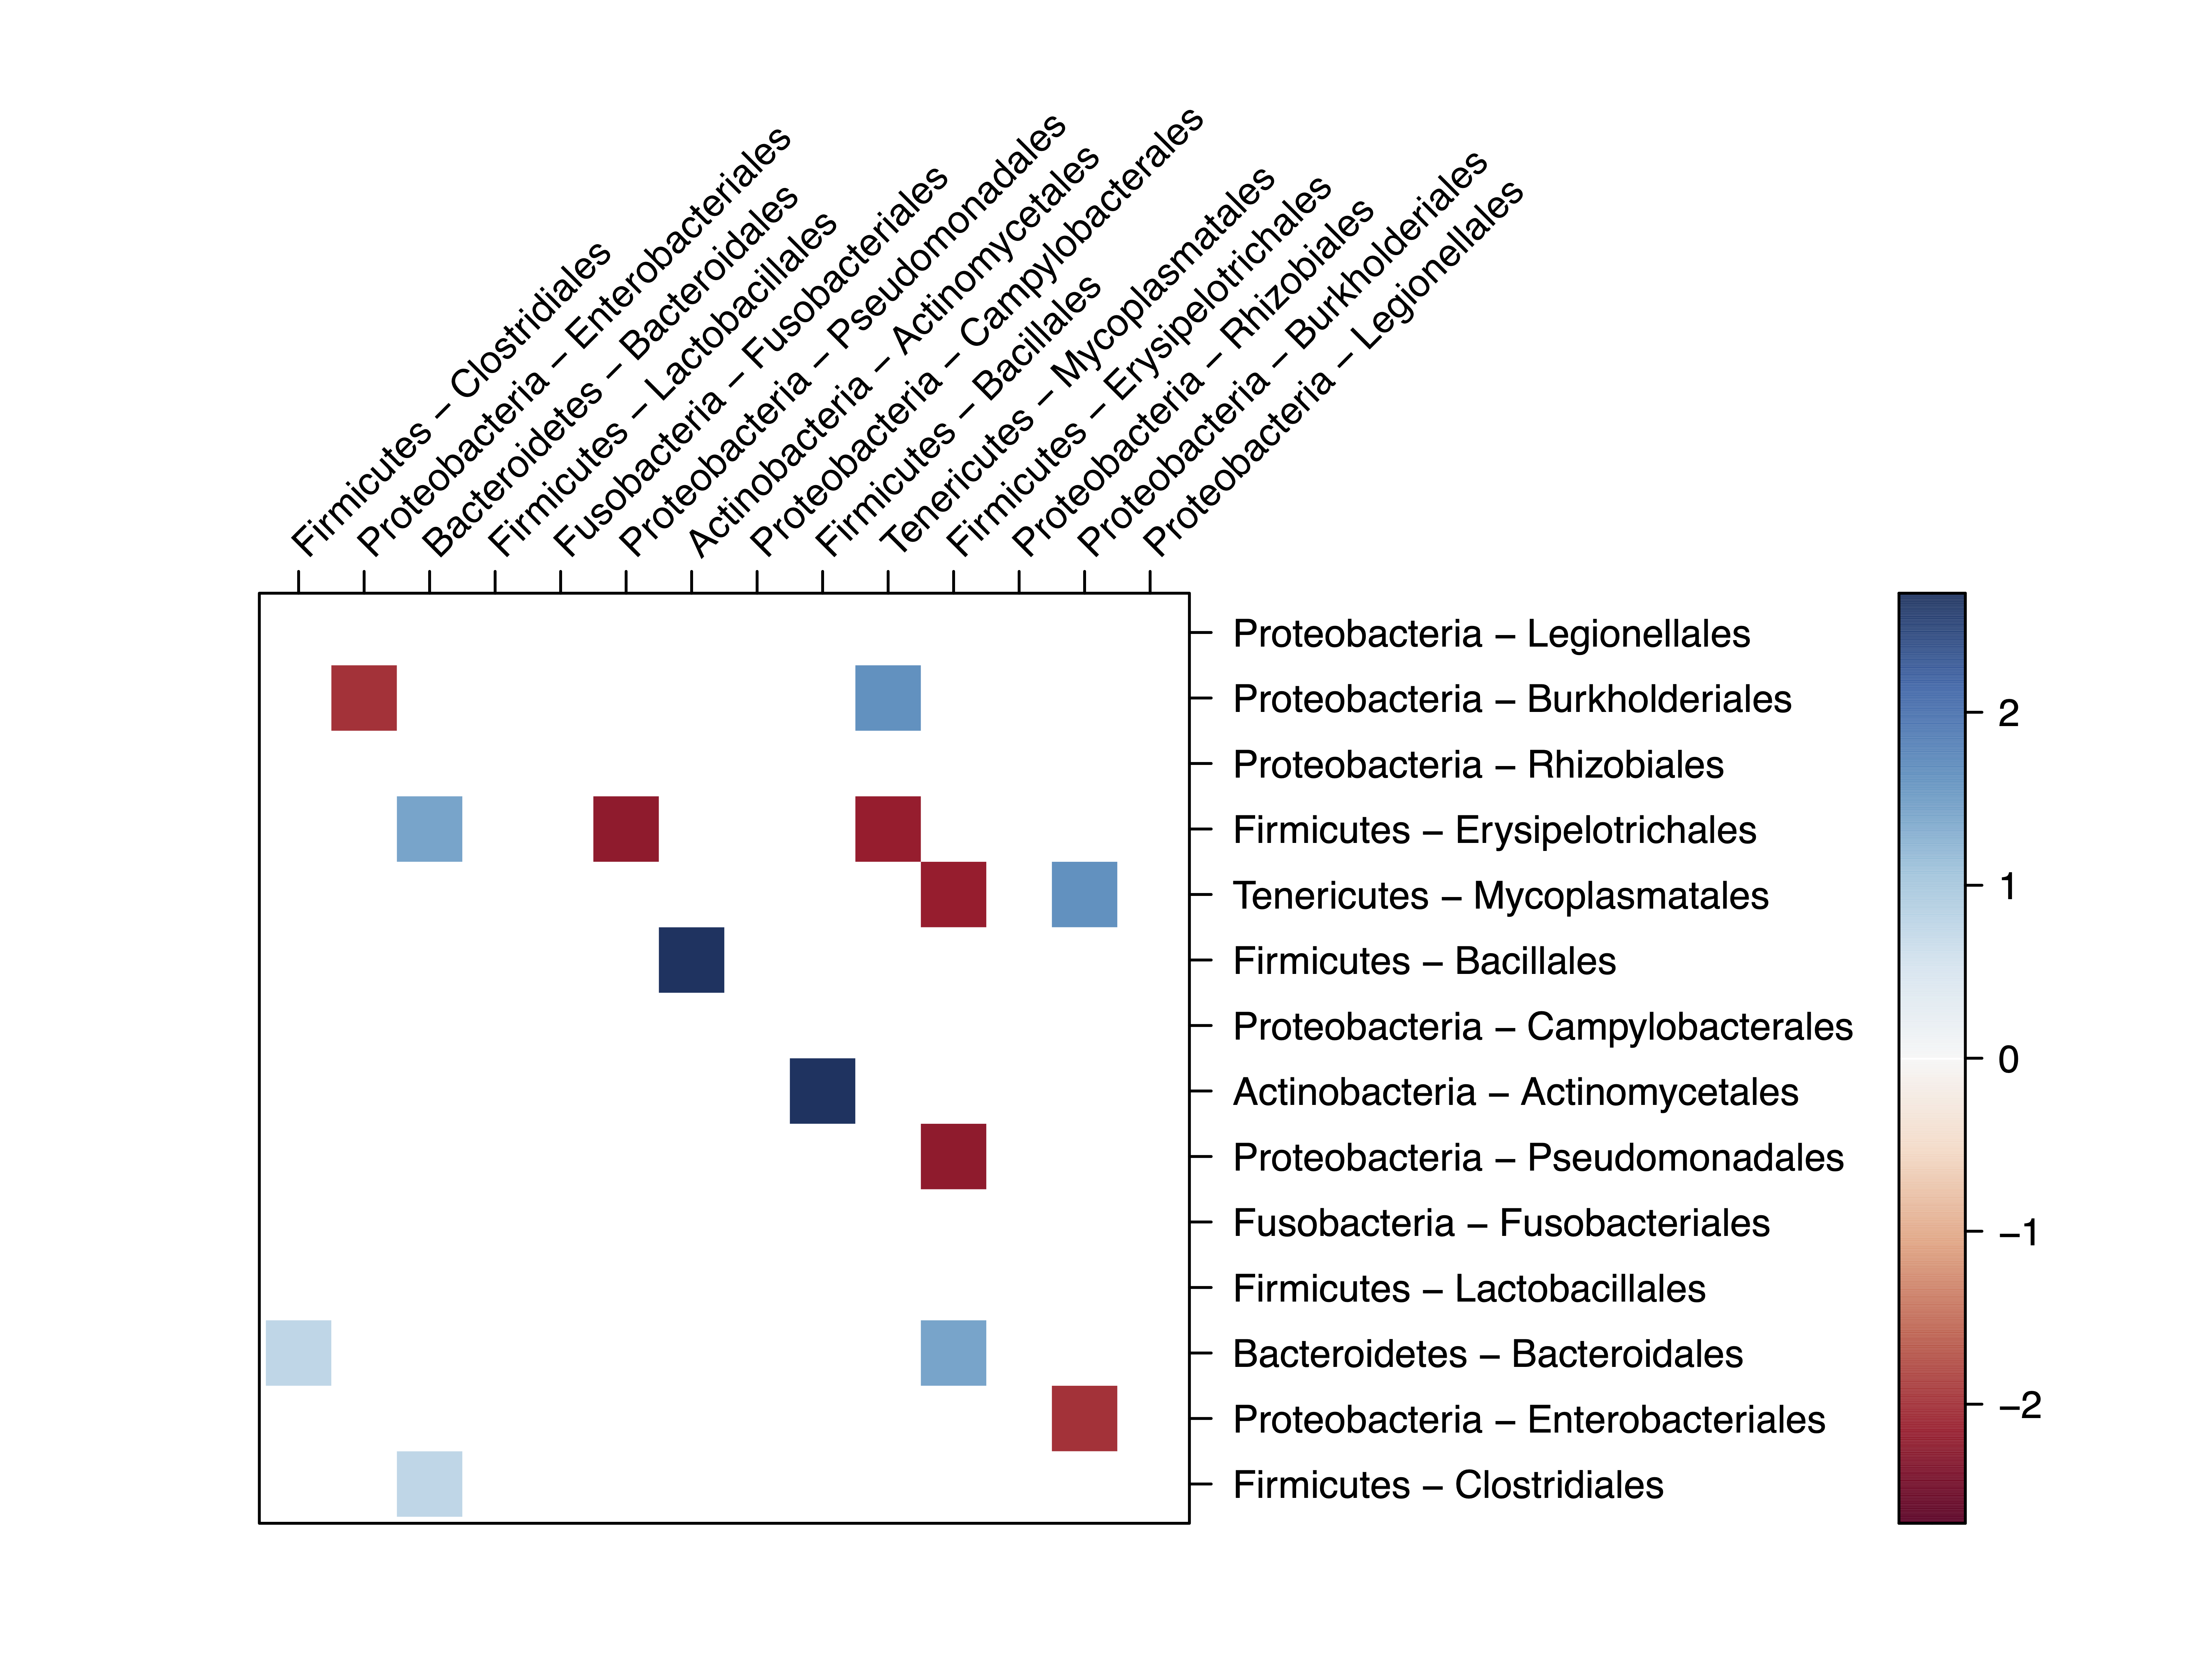 Firmicutes – Clostridiales
Proteobacteria – Enterobacteriales
Bacteroidetes – Bacteroidales
Firmicutes – Lactobacillales
Fusobacteria – Fusobacteriales
Proteobacteria – Pseudomonadales
Actinobacteria – Actinomycetales
Proteobacteria – Campylobacterales
Firmicutes – Bacillales
Tenericutes – Mycoplasmatales
Firmicutes – Erysipelotrichales
Proteobacteria – Rhizobiales
Proteobacteria – Burkholderiales
Proteobacteria – Legionellales
Proteobacteria – Legionellales
Proteobacteria – Burkholderiales
Proteobacteria – Rhizobiales
Firmicutes – Erysipelotrichales
Tenericutes – Mycoplasmatales
Firmicutes – Bacillales
Proteobacteria – Campylobacterales
Actinobacteria – Actinomycetales
Proteobacteria – Pseudomonadales
Fusobacteria – Fusobacteriales
Firmicutes – Lactobacillales
Bacteroidetes – Bacteroidales
Proteobacteria – Enterobacteriales
Firmicutes – Clostridiales
2
1
0
−1
−2